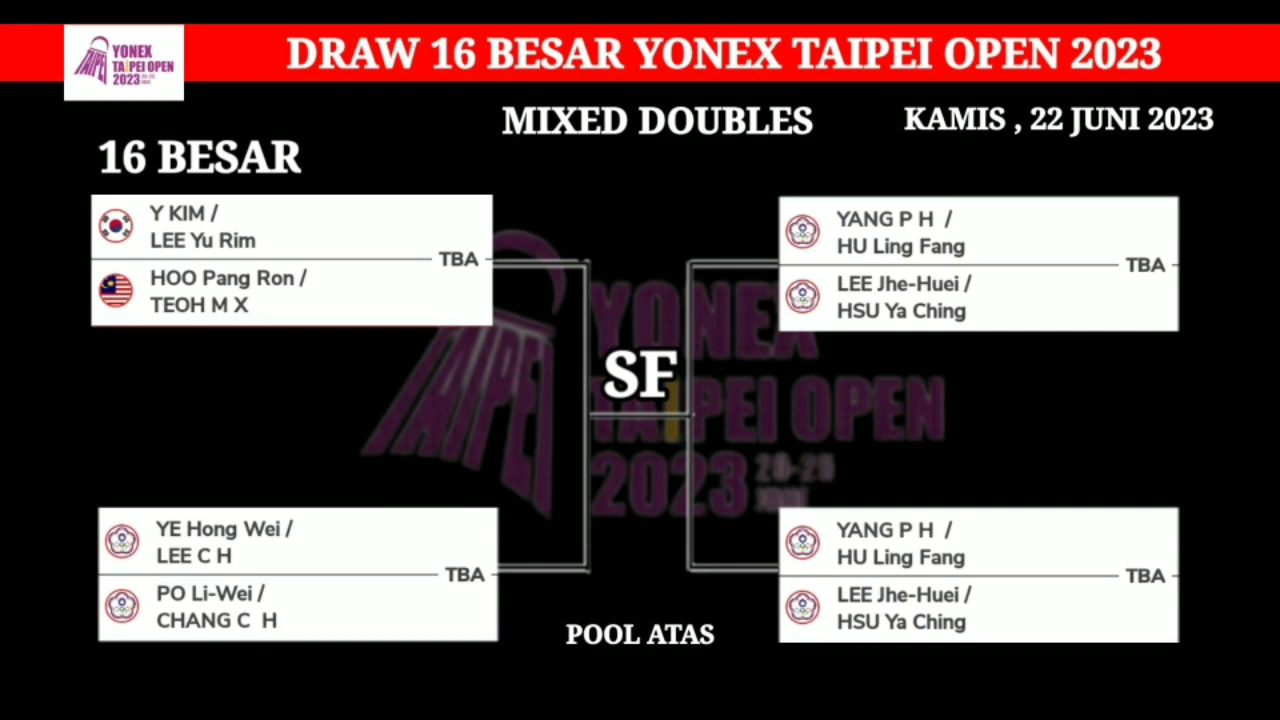 YONEX
TAIPEI OPEN
2023
DRAW 16 BESAR YONEX TAIPEI OPEN 2023
MIXED DOUBLES
KAMIS , 22 JUNI 2023
16 BESAR
Y KIM /
LEE Yu Rim
TBA
HOO Pang Ron /
TEOH M X
YANG P H /
HU Ling Fang
TBA
LEE Jhe-Huei /
HSU Ya Ching
SF
YONEX
TAIPEI
TAIPEI OPEN
2023
YE Hong Wei /
LEE C H
TBA
PO Li-Wei /
CHANG C H
YANG P H /
HU Ling Fang
TBA
LEE Jhe-Huei /
HSU Ya Ching
POOL ATAS